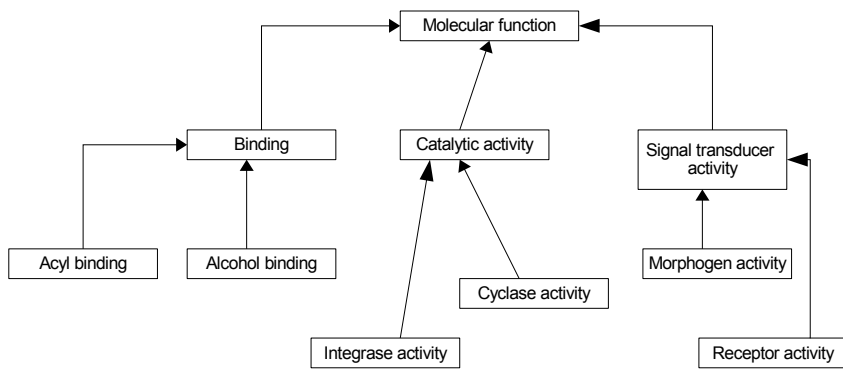 Molecular function
Binding
Catalytic activity
Signal transducer
activity
Acyl binding
Alcohol binding
Morphogen activity
Cyclase activity
Integrase activity
Receptor activity